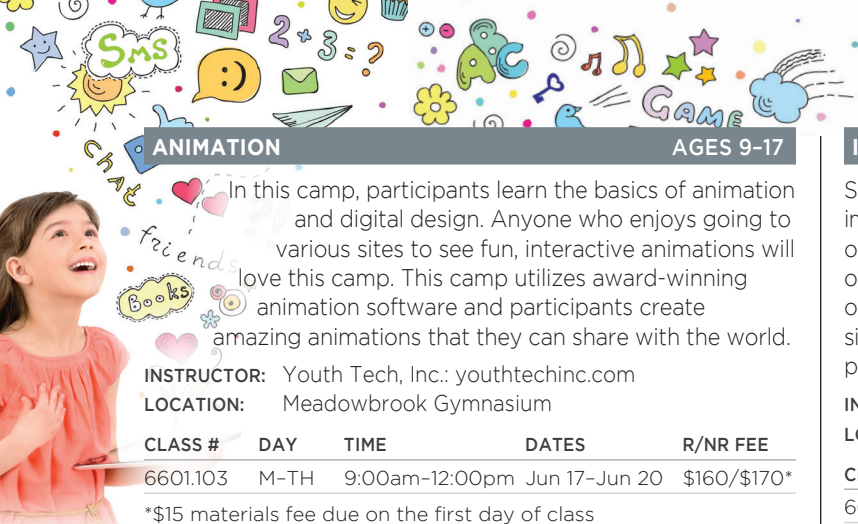 SMS
2 + 3 = ?
ABC
GAME
chat
ANIMATION AGES 9–17
In this camp, participants learn the basics of animation
and digital design. Anyone who enjoys going to
various sites to see fun, interactive animations will
love this camp. This camp utilizes award-winning
animation software and participants create
amazing animations that they can share with the world.
friends
Books
INSTRUCTOR: Youth Tech, Inc.: youthtechinc.com
LOCATION: Meadowbrook Gymnasium
CLASS # DAY TIME DATES R/NR FEE
6601.103 M–TH 9:00am–12:00pm Jun 17–Jun 20 $160/$170*
*$15 materials fee due on the first day of class